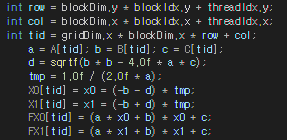 int row = blockDim.y * blockIdx.y + threadIdx.y;
int col = blockDim.x * blockIdx.x + threadIdx.x;
int tid = gridDim.x * blockDim.x * row + col;
a = A[tid]; b = B[tid]; c = C[tid];
d = sqrtf(b * b - 4.0f * a * c);
tmp = 1.0f / (2.0f * a);
X0[tid] = x0 = (-b - d) * tmp;
X1[tid] = x1 = (-b + d) * tmp;
FX0[tid] = (a * x0 + b) * x0 + c;
FX1[tid] = (a * x1 + b) * x1 + c;